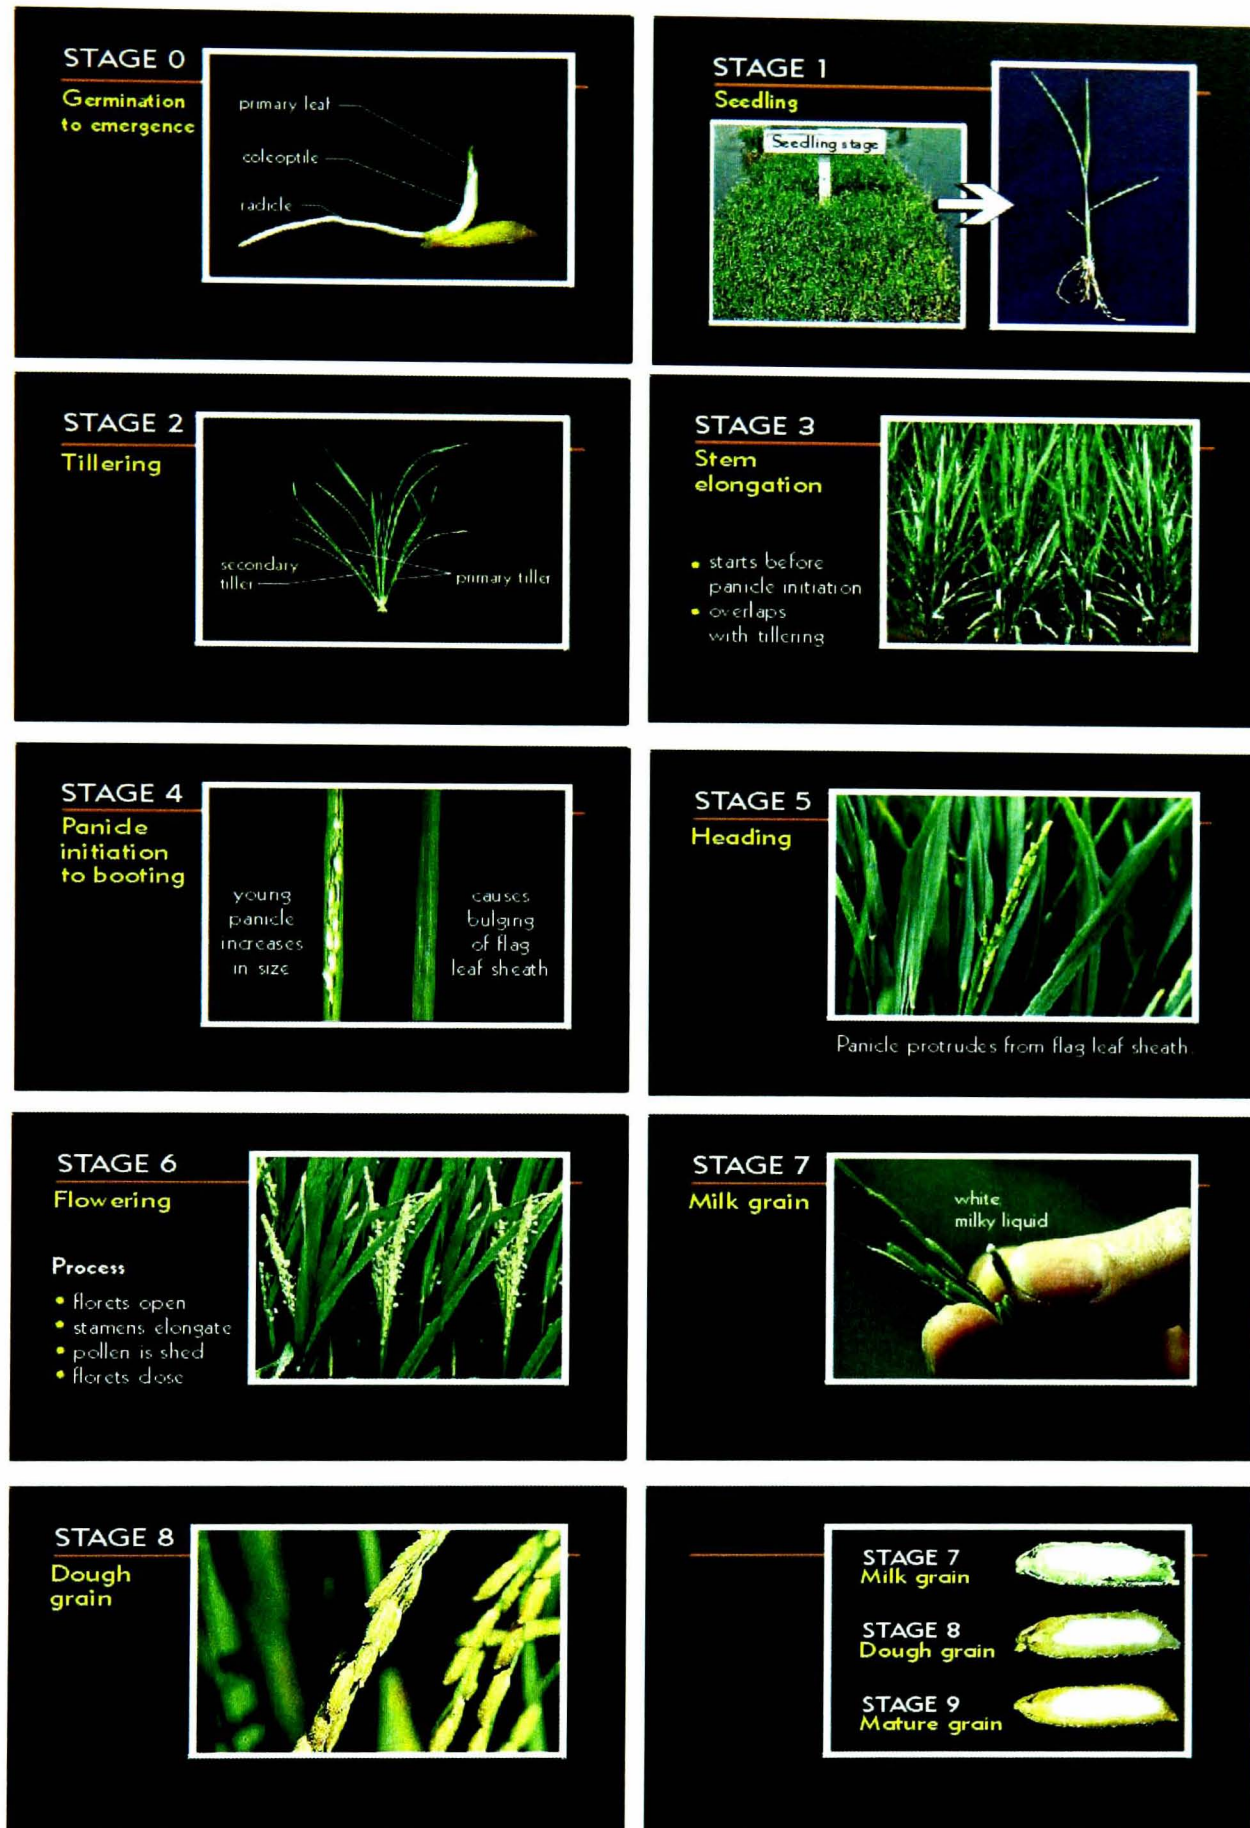 STAGE 0
Germination
to emergence
primary leaf
coleoptile
radicle
STAGE 1
Seedling
Seedling stage
STAGE 2
Tillering
secondary
tiller
primary tiller
STAGE 3
Stem
elongation
• starts before
panicle initiation
• overlaps
with tillering
STAGE 4
Panicle
initiation
to booting
young
panicle
increases
in size
causes
bulging
of flag
leaf sheath
STAGE 5
Heading
Panicle protrudes from flag leaf sheath.
STAGE 6
Flowering
Process
• florets open
• stamens elongate
• pollen is shed
• florets close
STAGE 7
Milk grain
white
milky liquid
STAGE 8
Dough
grain
STAGE 7
Milk grain
STAGE 8
Dough grain
STAGE 9
Mature grain